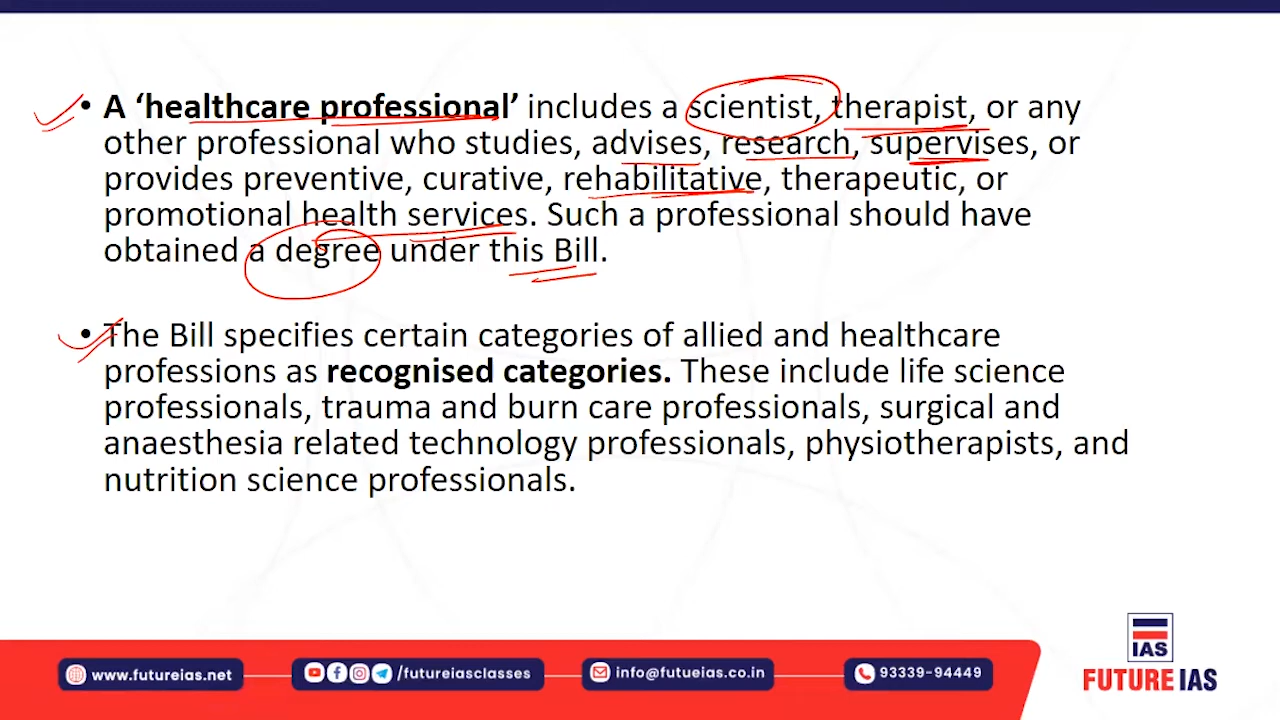 • A ‘healthcare professional’ includes a scientist, therapist, or any
other professional who studies, advises, research, supervises, or
provides preventive, curative, rehabilitative, therapeutic, or
promotional health services. Such a professional should have
obtained a degree under this Bill.
• The Bill specifies certain categories of allied and healthcare
professions as recognised categories. These include life science
professionals, trauma and burn care professionals, surgical and
anaesthesia related technology professionals, physiotherapists, and
nutrition science professionals.
IAS
FUTURE IAS
www.futureias.net
/futureiasclasses
info@futueias.co.in
93339-94449